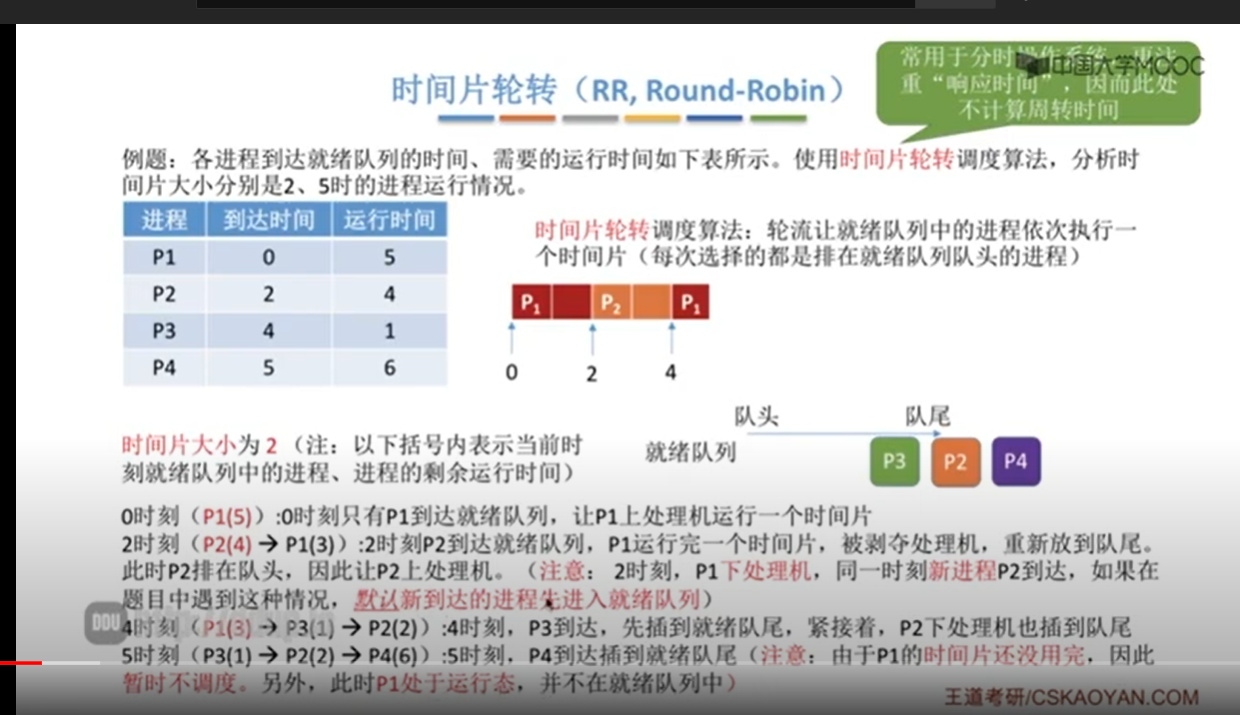 时间片轮转（RR, Round-Robin）
常用于分时操作系统，更注
重“响应时间”，因而此处
不计算周转时间
中国大学MOOC
例题：各进程到达就绪队列的时间、需要的运行时间如下表所示。使用时间片轮转调度算法，分析时
间片大小分别是2、5时的进程运行情况。
进程 到达时间 运行时间
P1 0 5
P2 2 4
P3 4 1
P4 5 6
时间片轮转调度算法：轮流让就绪队列中的进程依次执行一
个时间片（每次选择的都是排在就绪队列队头的进程）
P1 P2 P1
0 2 4
队头 队尾
就绪队列 P3 P2 P4
时间片大小为 2 （注：以下括号内表示当前时
刻就绪队列中的进程、进程的剩余运行时间）
0时刻（P1(5)）:0时刻只有P1到达就绪队列，让P1上处理机运行一个时间片
2时刻（P2(4) → P1(3)）:2时刻P2到达就绪队列，P1运行完一个时间片，被剥夺处理机，重新放到队尾。
此时P2排在队头，因此让P2上处理机。（注意： 2时刻，P1下处理机，同一时刻新进程P2到达，如果在
题目中遇到这种情况，默认新到达的进程先进入就绪队列）
4时刻（P1(3) → P3(1) → P2(2)）:4时刻，P3到达，先插到就绪队尾，紧接着，P2下处理机也插到队尾
5时刻（P3(1) → P2(2) → P4(6)）:5时刻，P4到达插到就绪队尾（注意：由于P1的时间片还没用完，因此
暂时不调度。另外，此时P1处于运行态，并不在就绪队列中）
王道考研/CSKAOYAN.COM